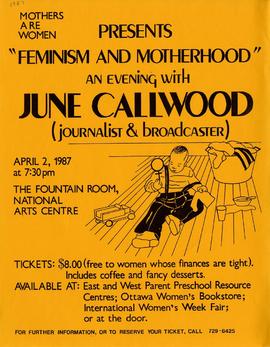 1987
MOTHERS
ARE
WOMEN
PRESENTS
"FEMINISM AND MOTHERHOOD"
AN EVENING WITH
JUNE CALLWOOD
(journalist & broadcaster)
APRIL 2, 1987
at 7:30pm
THE FOUNTAIN ROOM,
NATIONAL
ARTS CENTRE
TICKETS: $8.00 (free to women whose finances are tight).
Includes coffee and fancy desserts.
AVAILABLE AT: East and West Parent Preschool Resource
Centres; Ottawa Women's Bookstore;
International Women's Week Fair;
or at the door.
FOR FURTHER INFORMATION, OR TO RESERVE YOUR TICKET, CALL 729-6425